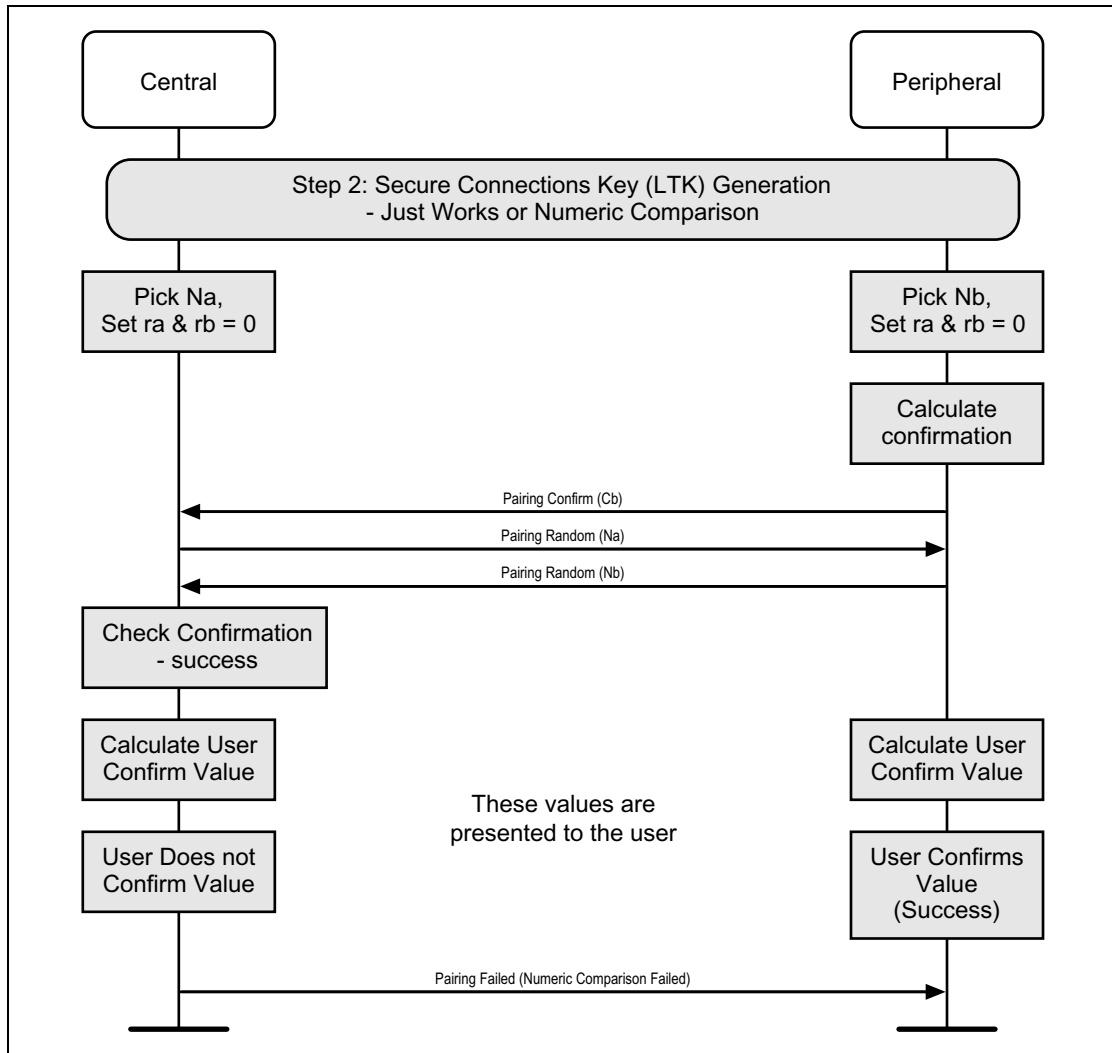 Central
Peripheral
Step 2: Secure Connections Key (LTK) Generation
- Just Works or Numeric Comparison
Pick Na,
Set ra & rb = 0
Pick Nb,
Set ra & rb = 0
Calculate
confirmation
Pairing Confirm (Cb)
Pairing Random (Na)
Pairing Random (Nb)
Check Confirmation
- success
Calculate User
Confirm Value
Calculate User
Confirm Value
These values are
presented to the user
User Does not
Confirm Value
User Confirms
Value
(Success)
Pairing Failed (Numeric Comparison Failed)